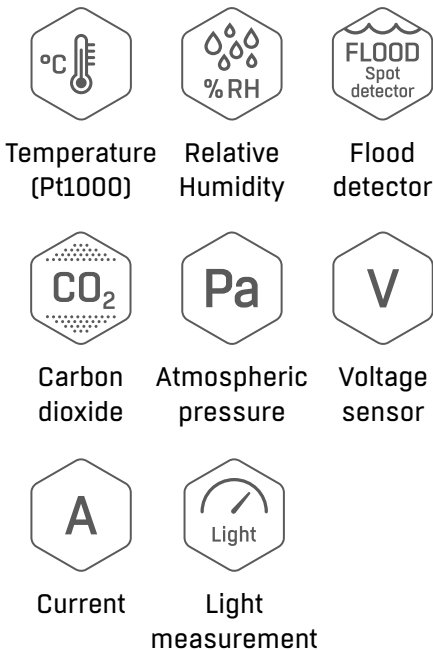 °C
Temperature
(Pt1000)
% RH
Relative
Humidity
FLOOD
Spot
detector
Flood
detector
CO₂
Carbon
dioxide
Pa
Atmospheric
pressure
V
Voltage
sensor
A
Current
Light
Light
measurement